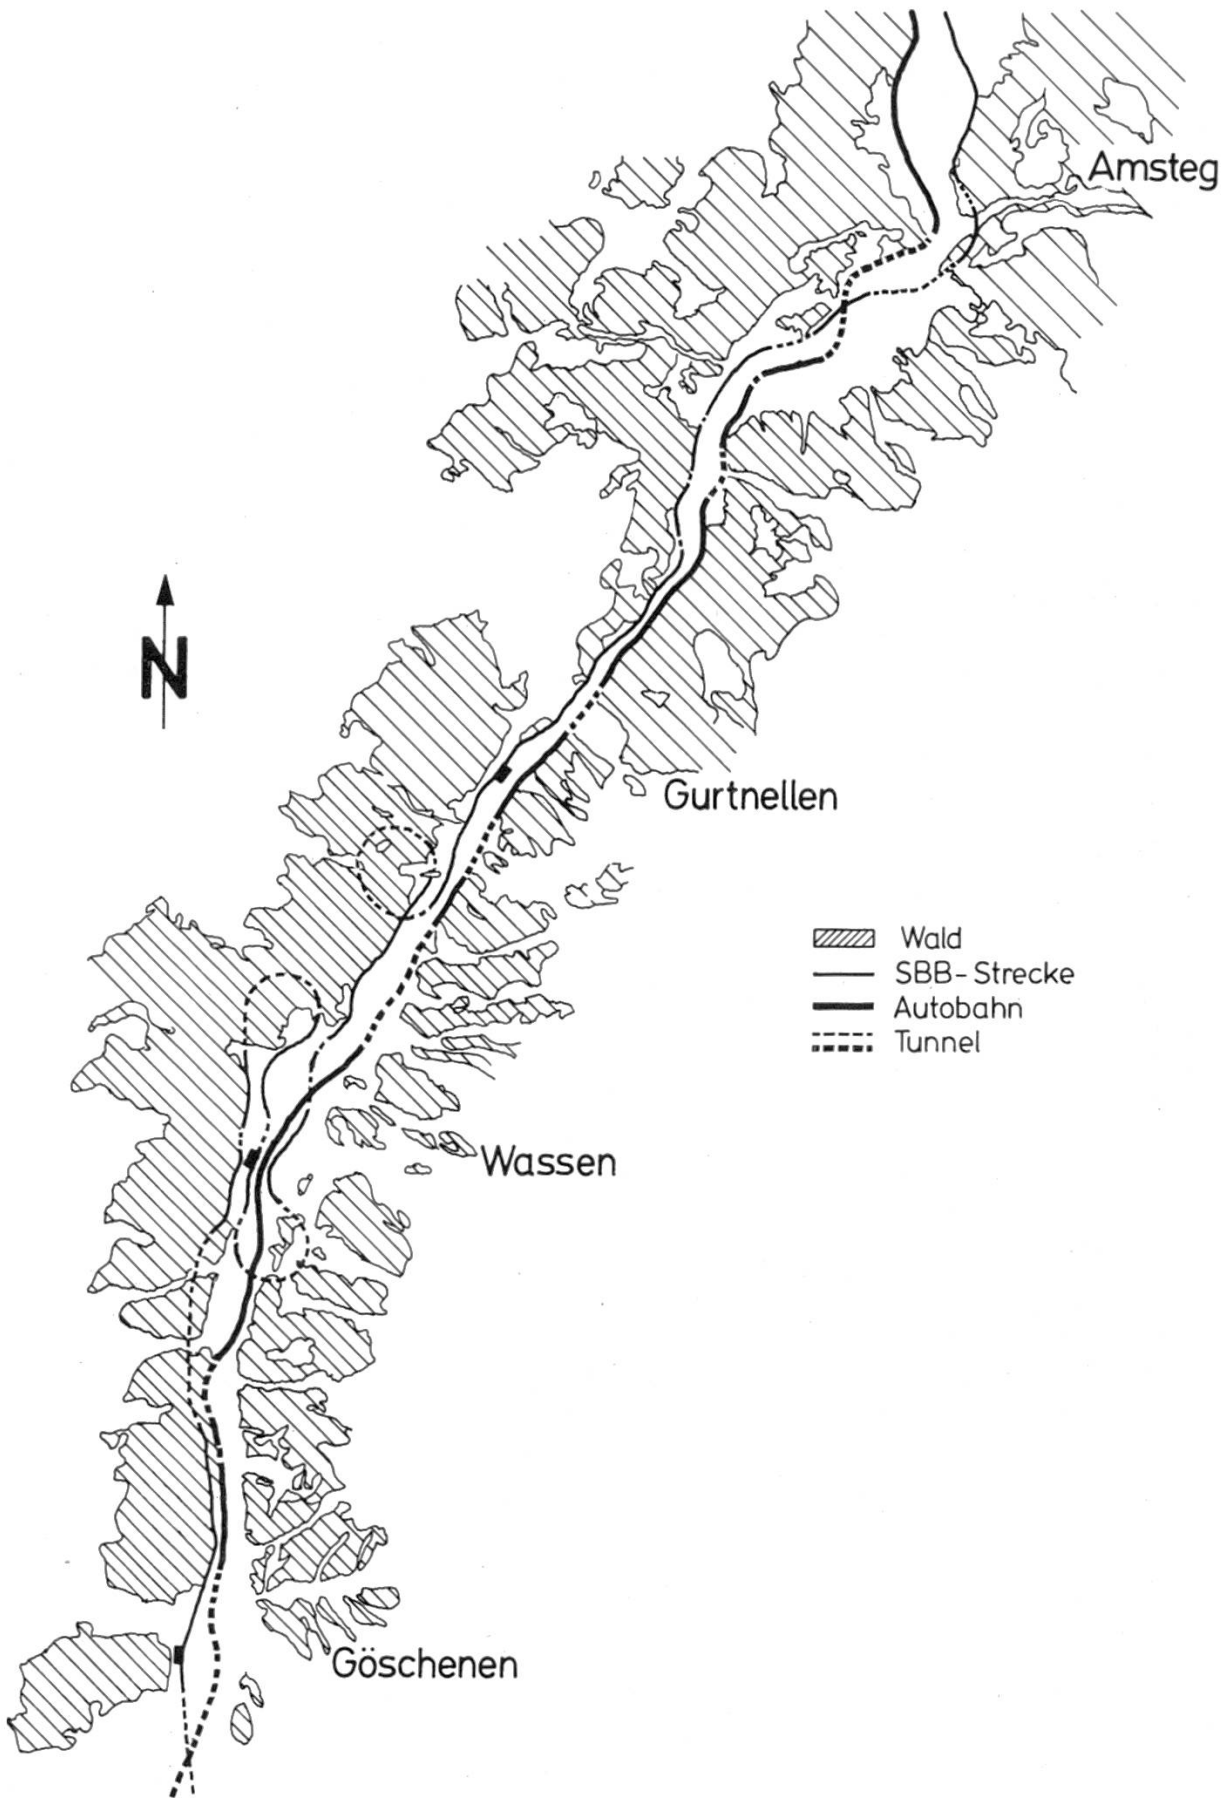 Amsteg
N
Gurtnellen
Wald
SBB-Strecke
Autobahn
Tunnel
Wassen
Göschenen